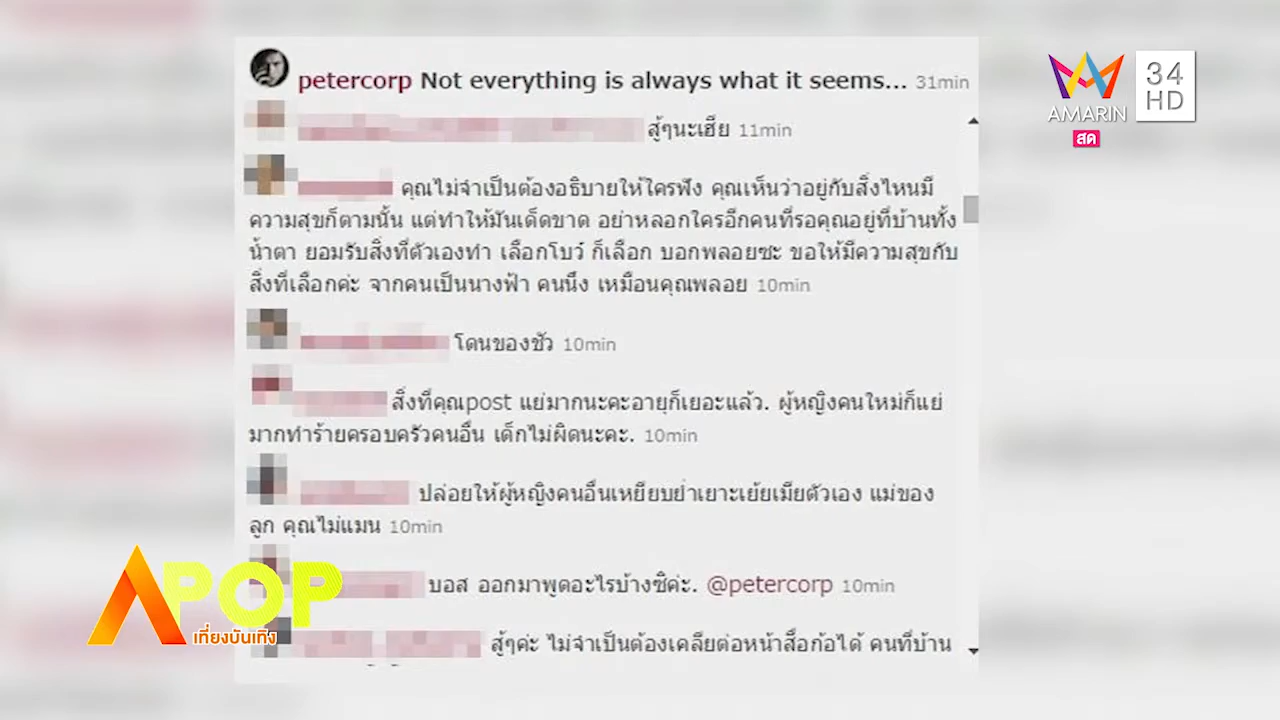 petercorp Not everything is always what it seems... 31min
สู้ๆนะเฮีย 11min
คุณไม่จำเป็นต้องอธิบายให้ใครฟัง คุณเห็นว่าอยู่กับสิ่งไหนมี
ความสุขก็ตามนั้น แต่ทำให้มันเด็ดขาด อย่าหลอกใครอีกคนที่รอคุณอยู่ที่บ้านทั้ง
น้ำตา ยอมรับสิ่งที่ตัวเองทำ เลือกโบว์ ก็เลือก บอกพลอยซะ ขอให้มีความสุขกับ
สิ่งที่เลือกค่ะ จากคนเป็นนางฟ้า คนนึง เหมือนคุณพลอย 10min
โดนของชัว 10min
สิ่งที่คุณpost แย่มากนะคะอายุก็เยอะแล้ว. ผู้หญิงคนใหม่ก็แย่
มากทำร้ายครอบครัวคนอื่น เด็กไม่ผิดนะคะ. 10min
ปล่อยให้ผู้หญิงคนอื่นเหยียบย่ำเยาะเย้ยเมียตัวเอง แม่ของ
ลูก คุณไม่แมน 10min
บอส ออกมาพูดอะไรบ้างซิค่ะ. @petercorp 10min
สู้ๆค่ะ ไม่จำเป็นต้องเคลียต่อหน้าสื่อก้อได้ คนที่บ้าน
AMARIN
34
HD
สด
APOP
เที่ยงบันเทิง